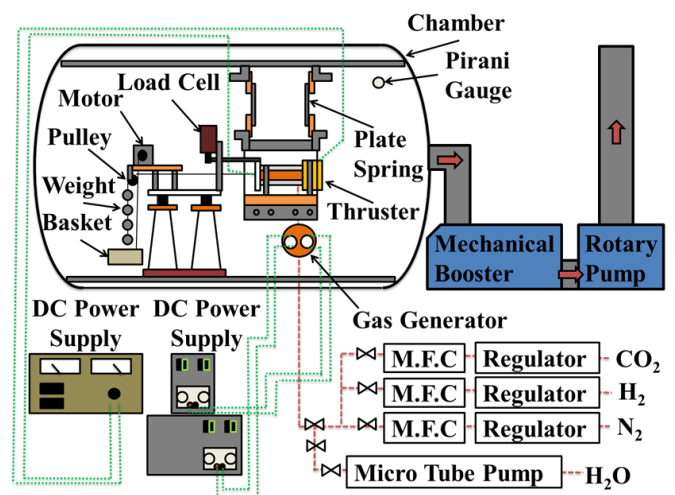 Chamber
Pirani
Gauge
Load Cell
Motor
Pulley
Weight
Basket
Plate
Spring
Thruster
Mechanical
Booster
Rotary
Pump
DC Power
Supply
DC Power
Supply
Gas Generator
M.F.C Regulator CO₂
M.F.C Regulator H₂
M.F.C Regulator N₂
Micro Tube Pump H₂O